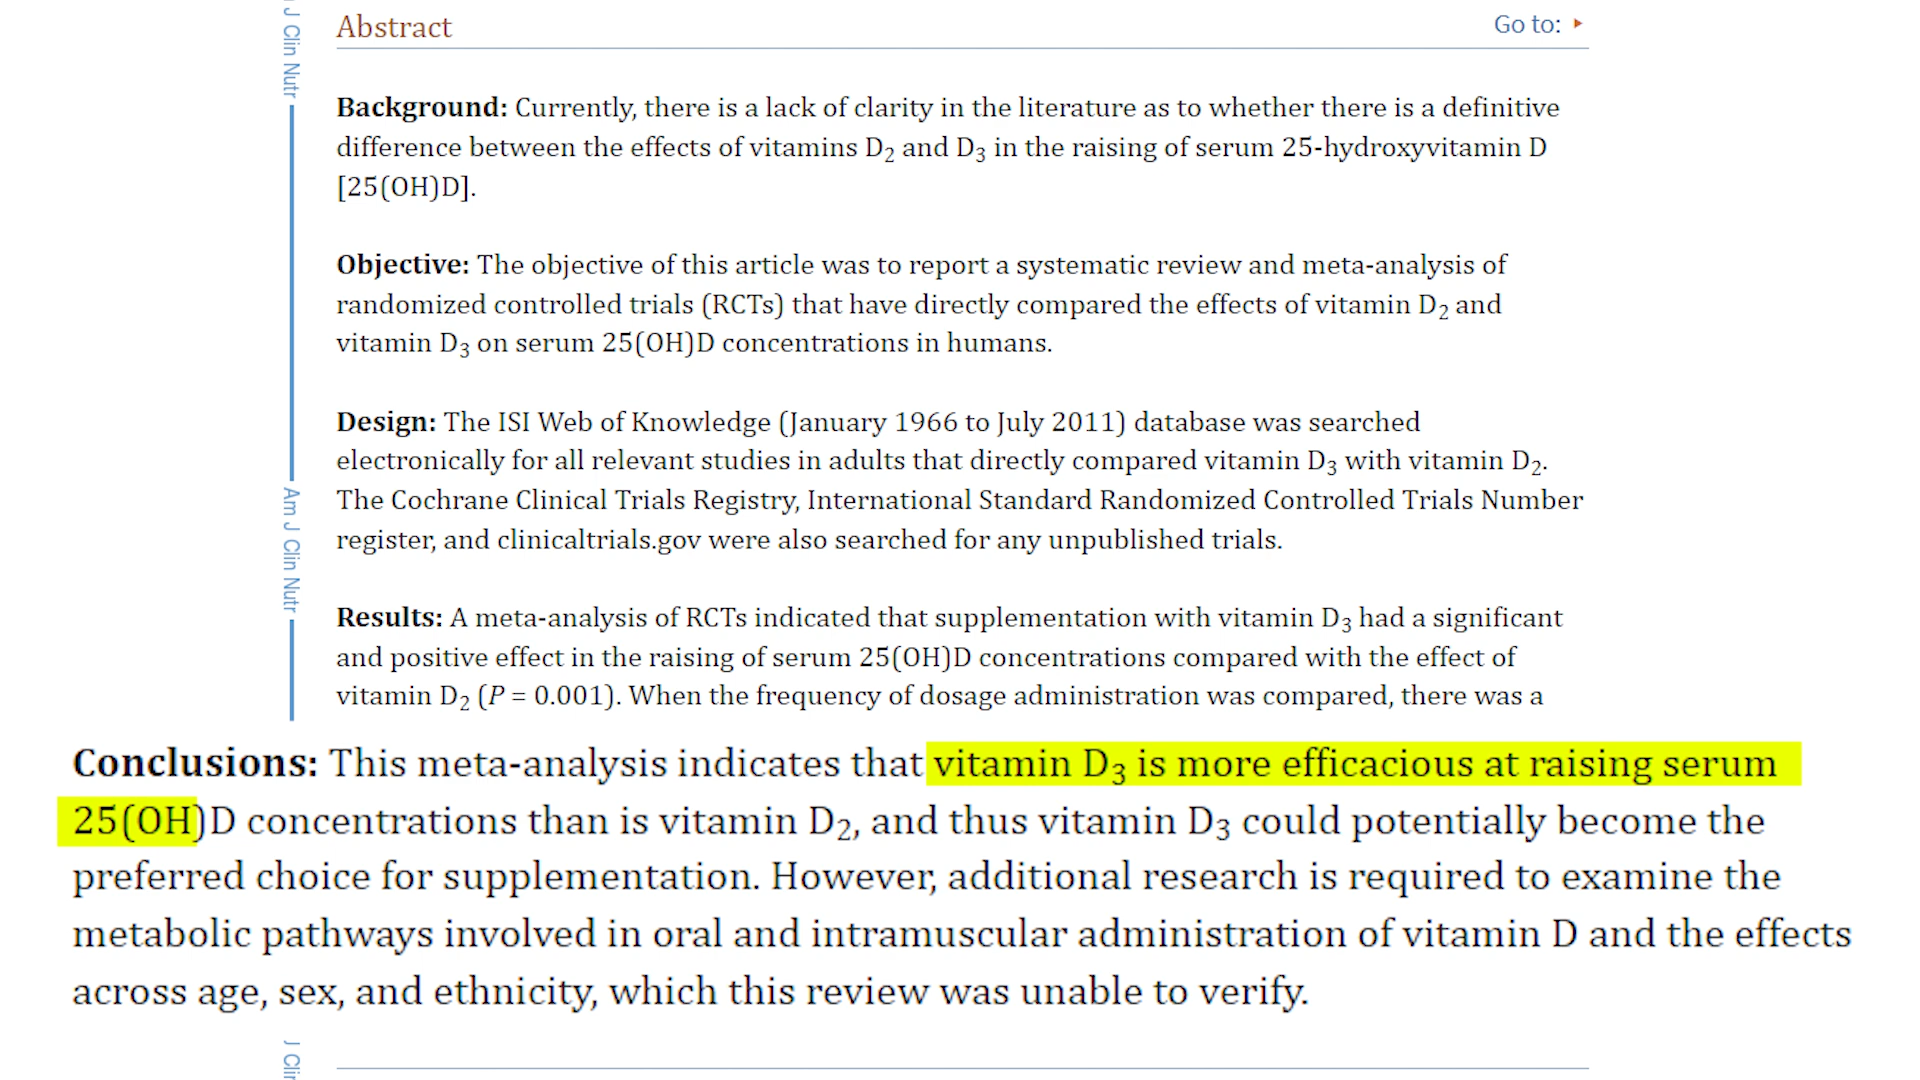 Abstract
Go to:
Background: Currently, there is a lack of clarity in the literature as to whether there is a definitive
difference between the effects of vitamins D₂ and D₃ in the raising of serum 25-hydroxyvitamin D
[25(OH)D].
Objective: The objective of this article was to report a systematic review and meta-analysis of
randomized controlled trials (RCTs) that have directly compared the effects of vitamin D₂ and
vitamin D₃ on serum 25(OH)D concentrations in humans.
Design: The ISI Web of Knowledge (January 1966 to July 2011) database was searched
electronically for all relevant studies in adults that directly compared vitamin D₃ with vitamin D₂.
The Cochrane Clinical Trials Registry, International Standard Randomized Controlled Trials Number
register, and clinicaltrials.gov were also searched for any unpublished trials.
Results: A meta-analysis of RCTs indicated that supplementation with vitamin D₃ had a significant
and positive effect in the raising of serum 25(OH)D concentrations compared with the effect of
vitamin D₂ (P = 0.001). When the frequency of dosage administration was compared, there was a
Conclusions: This meta-analysis indicates that vitamin D₃ is more efficacious at raising serum
25(OH)D concentrations than is vitamin D₂, and thus vitamin D₃ could potentially become the
preferred choice for supplementation. However, additional research is required to examine the
metabolic pathways involved in oral and intramuscular administration of vitamin D and the effects
across age, sex, and ethnicity, which this review was unable to verify.
J Clin Nutr
Am J Clin Nutr
J Clin